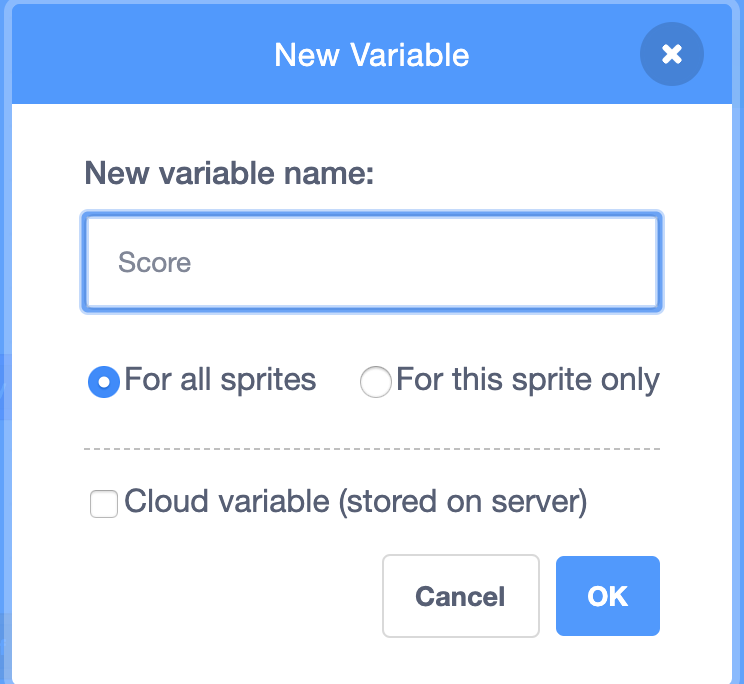 New Variable
New variable name:
Score
For all sprites For this sprite only
Cloud variable (stored on server)
Cancel OK